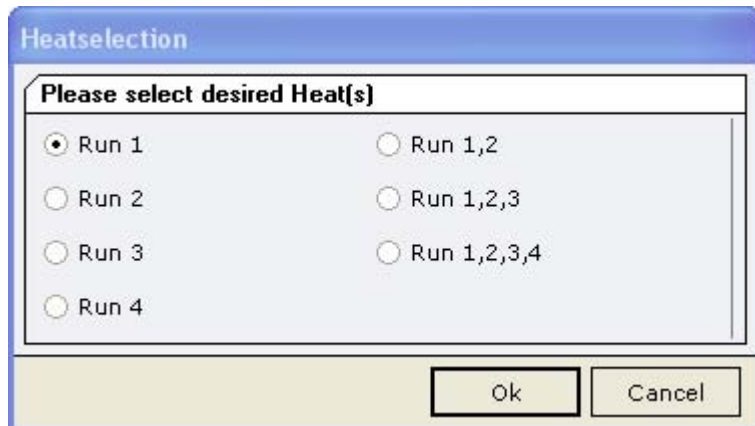 Heatselection
Please select desired Heat(s)
Run 1
Run 1,2
Run 2
Run 1,2,3
Run 3
Run 1,2,3,4
Run 4
Ok
Cancel